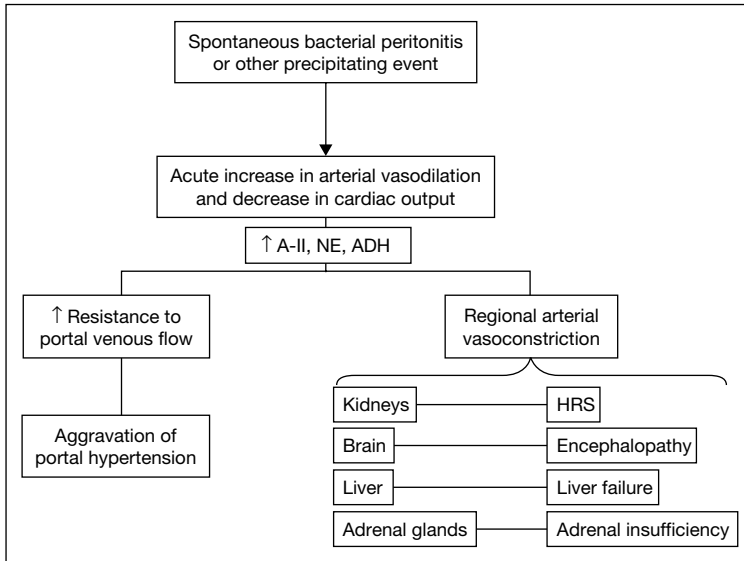 Spontaneous bacterial peritonitis
or other precipitating event
Acute increase in arterial vasodilation
and decrease in cardiac output
↑ A-II, NE, ADH
↑ Resistance to
portal venous flow
Regional arterial
vasoconstriction
Aggravation of
portal hypertension
Kidneys
HRS
Brain
Encephalopathy
Liver
Liver failure
Adrenal glands
Adrenal insufficiency